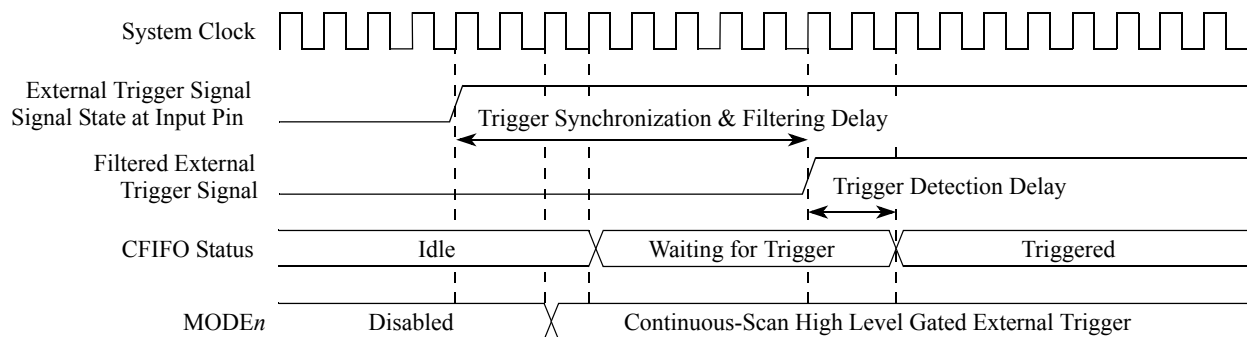 System Clock
External Trigger Signal
Signal State at Input Pin
Trigger Synchronization & Filtering Delay
Filtered External
Trigger Signal
Trigger Detection Delay
CFIFO Status
Idle
Waiting for Trigger
Triggered
MODEn
Disabled
Continuous-Scan High Level Gated External Trigger